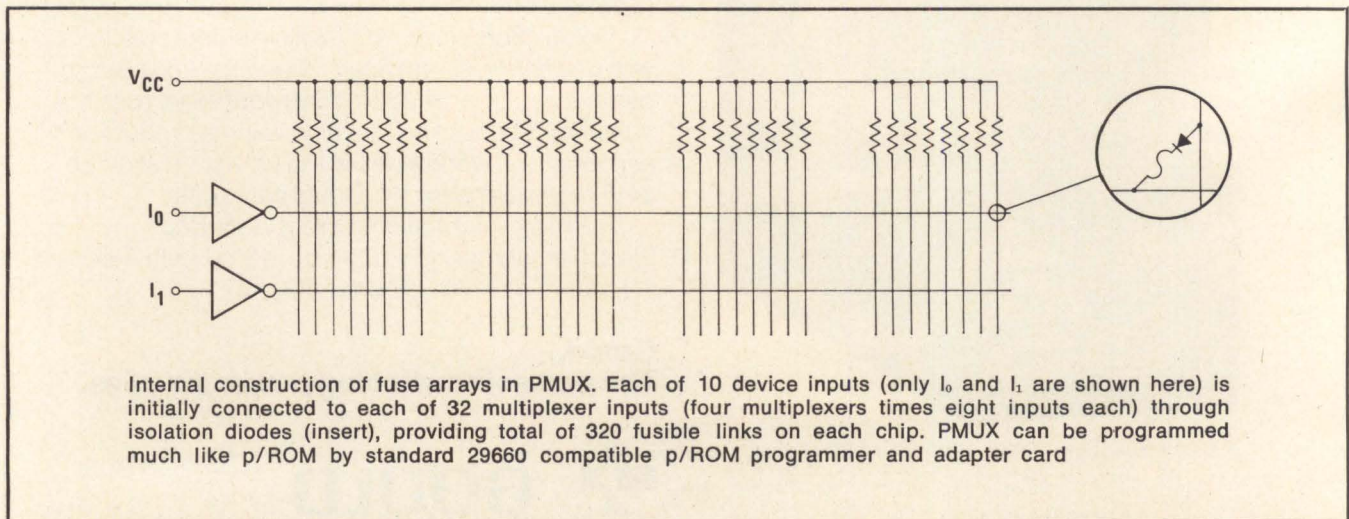 VCC
I0
I1
Internal construction of fuse arrays in PMUX. Each of 10 device inputs (only I₀ and I₁ are shown here) is
initially connected to each of 32 multiplexer inputs (four multiplexers times eight inputs each) through
isolation diodes (insert), providing total of 320 fusible links on each chip. PMUX can be programmed
much like p/ROM by standard 29660 compatible p/ROM programmer and adapter card